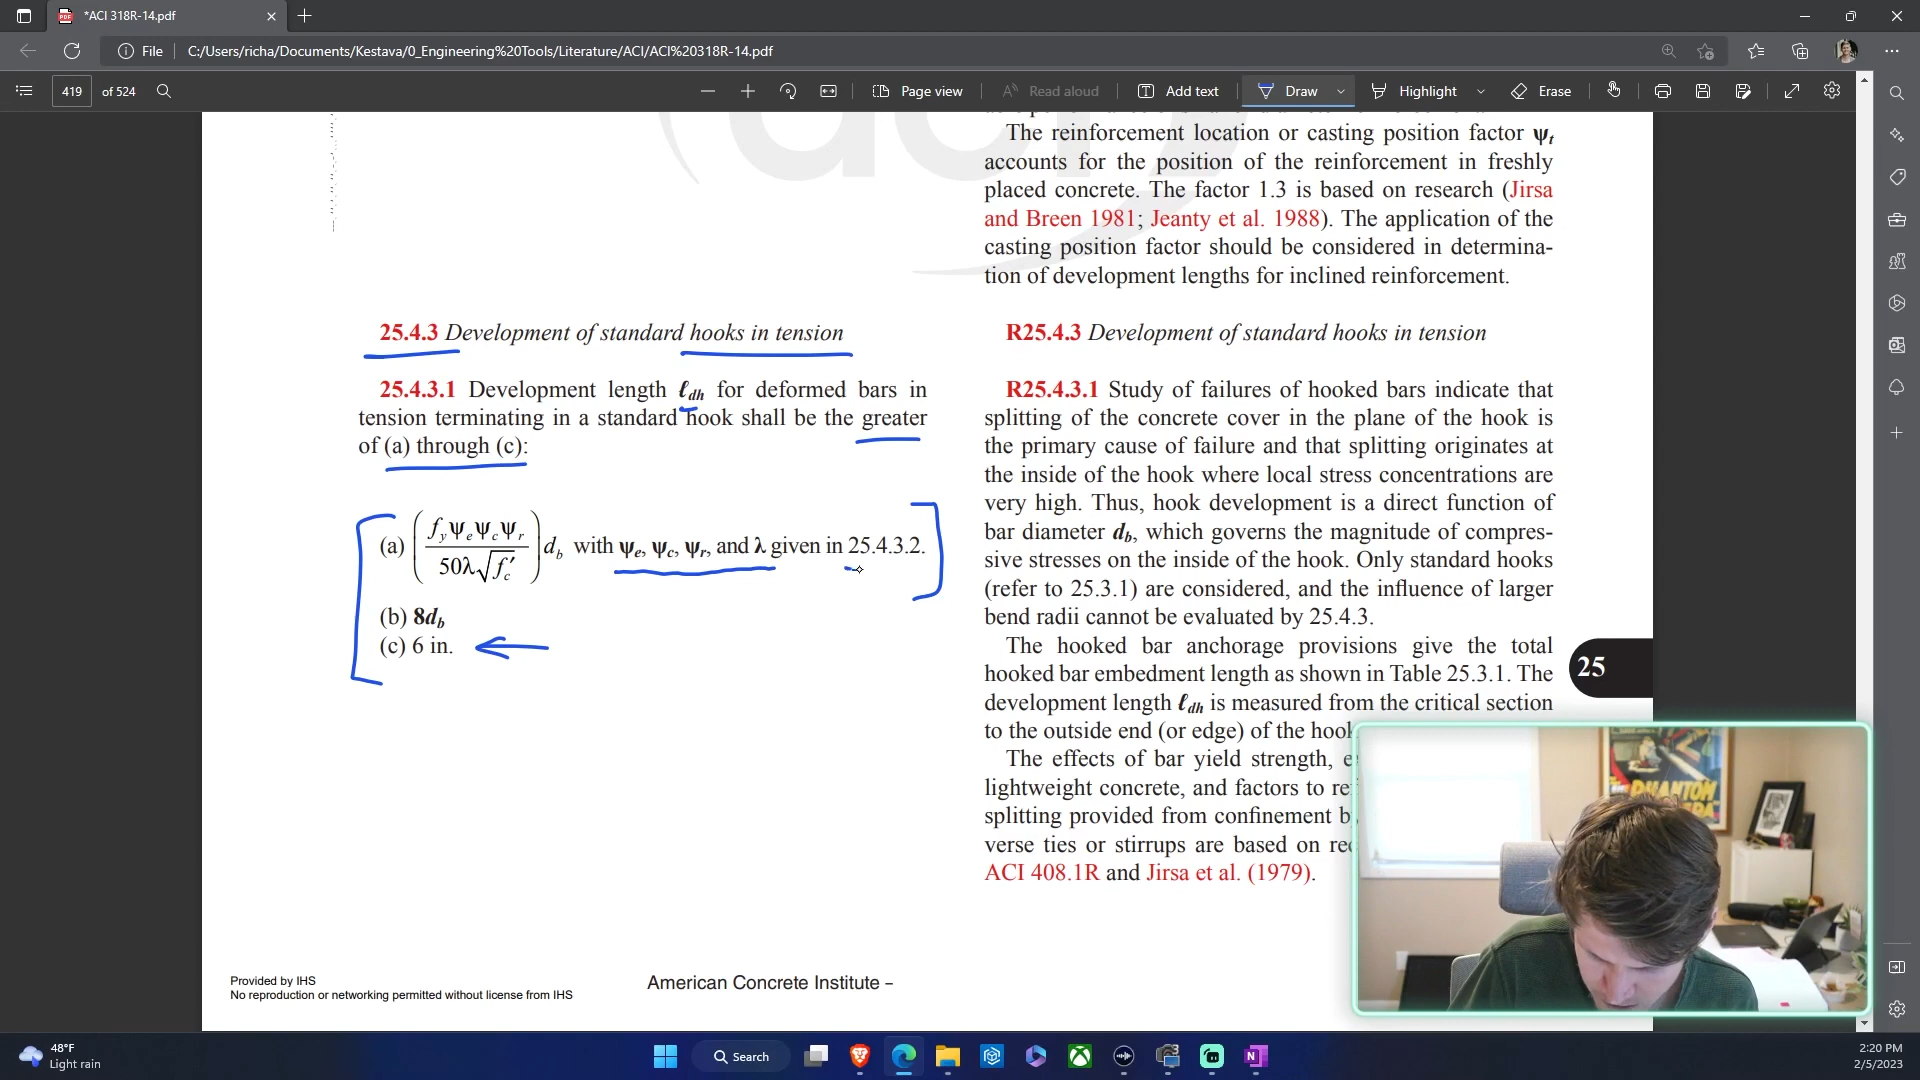 *ACI 318R-14.pdf
File
C:/Users/richa/Documents/Kestava/0_Engineering%20Tools/Literature/ACI/ACI%20318R-14.pdf
419 of 524
Page view
Read aloud
Add text
Draw
Highlight
Erase
The reinforcement location or casting position factor ψt
accounts for the position of the reinforcement in freshly
placed concrete. The factor 1.3 is based on research (Jirsa
and Breen 1981; Jeanty et al. 1988). The application of the
casting position factor should be considered in determina-
tion of development lengths for inclined reinforcement.
25.4.3 Development of standard hooks in tension
25.4.3.1 Development length ℓdh for deformed bars in
tension terminating in a standard hook shall be the greater
of (a) through (c):
(a) (fyψeψcψr / 50λ√f′c) db with ψe, ψc, ψr, and λ given in 25.4.3.2.
(b) 8db
(c) 6 in.
R25.4.3 Development of standard hooks in tension
R25.4.3.1 Study of failures of hooked bars indicate that
splitting of the concrete cover in the plane of the hook is
the primary cause of failure and that splitting originates at
the inside of the hook where local stress concentrations are
very high. Thus, hook development is a direct function of
bar diameter db, which governs the magnitude of compres-
sive stresses on the inside of the hook. Only standard hooks
(refer to 25.3.1) are considered, and the influence of larger
bend radii cannot be evaluated by 25.4.3.
The hooked bar anchorage provisions give the total
hooked bar embedment length as shown in Table 25.3.1. The
development length ℓdh is measured from the critical section
to the outside end (or edge) of the hook
The effects of bar yield strength,
lightweight concrete, and factors to
splitting provided from confinement
verse ties or stirrups are based on
ACI 408.1R and Jirsa et al. (1979).
25
PHANTOM
Provided by IHS
No reproduction or networking permitted without license from IHS
American Concrete Institute –
48°F
Light rain
Search
2:20 PM
2/5/2023